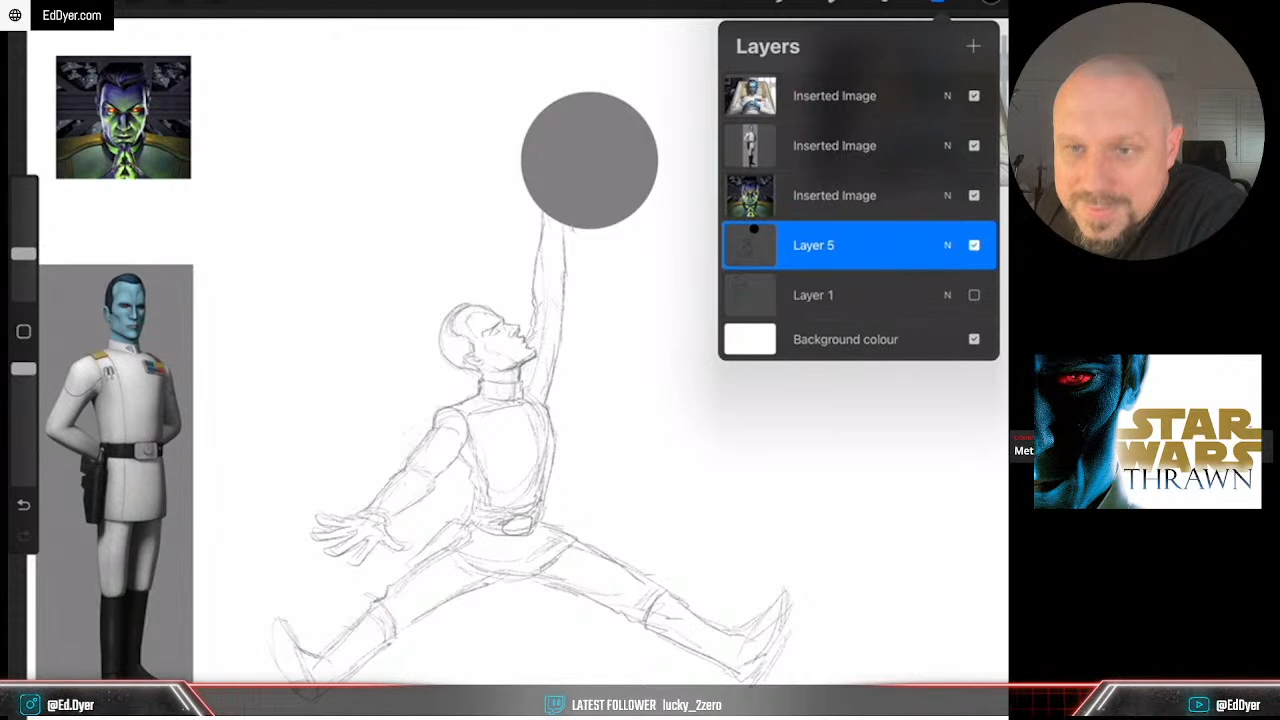 EdDyer.com
Layers
Inserted Image N
Inserted Image N
Inserted Image N
Layer 5 N
Layer 1 N
Background colour
Met
STAR
WARS
THRAWN
@Ed.Dyer
LATEST FOLLOWER lucky_2zero
@EdDyer